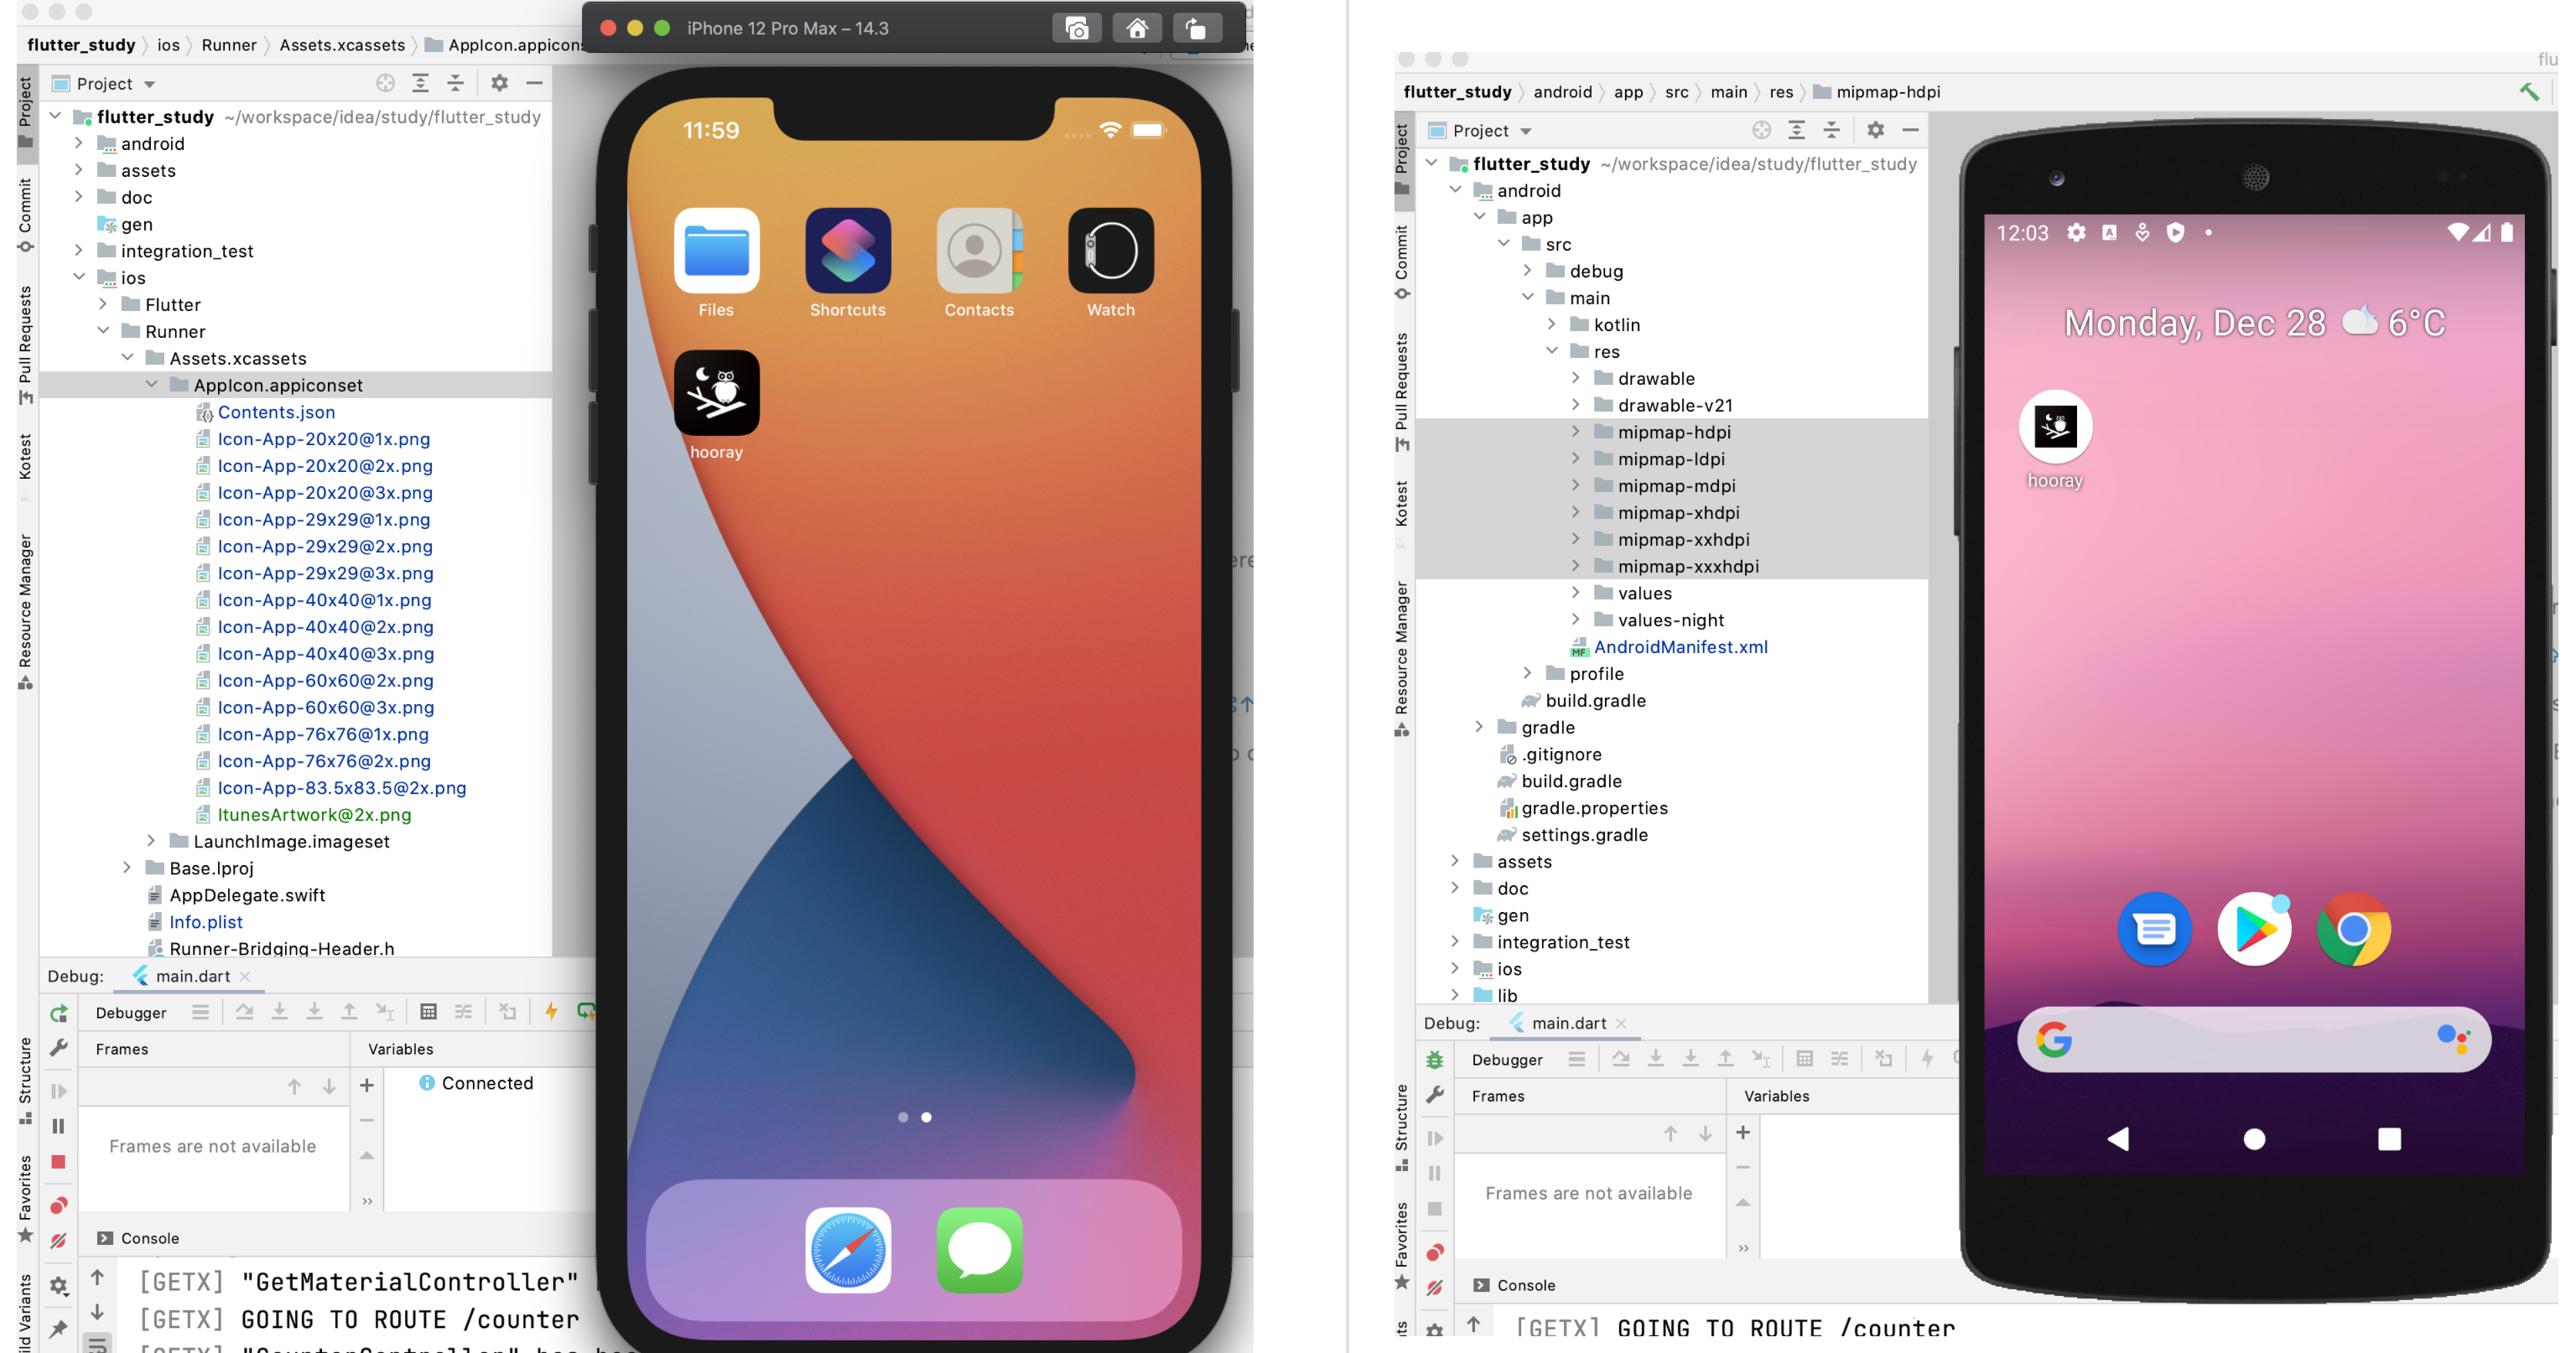 iPhone 12 Pro Max – 14.3
flutter_study ios Runner Assets.xcassets
Project
flutter_study ~/workspace/idea/study/flutter_study
android
assets
doc
gen
integration_test
ios
Flutter
Runner
Assets.xcassets
AppIcon.appiconset
Contents.json
Icon-App-20x20@1x.png
Icon-App-20x20@2x.png
Icon-App-20x20@3x.png
Icon-App-29x29@1x.png
Icon-App-29x29@2x.png
Icon-App-29x29@3x.png
Icon-App-40x40@1x.png
Icon-App-40x40@2x.png
Icon-App-40x40@3x.png
Icon-App-60x60@2x.png
Icon-App-60x60@3x.png
Icon-App-76x76@1x.png
Icon-App-76x76@2x.png
Icon-App-83.5x83.5@2x.png
ItunesArtwork@2x.png
LaunchImage.imageset
Base.lproj
AppDelegate.swift
Info.plist
Runner-Bridging-Header.h
Project
Commit
Pull Requests
Kotest
Resource Manager
Structure
Favorites
Variants
Debug: main.dart
Debugger
Frames Variables
Connected
Frames are not available
Console
[GETX] "GetMaterialController"
[GETX] GOING TO ROUTE /counter
11:59
Files Shortcuts Contacts Watch
hooray
flutter_study android app src main res mipmap-hdpi
Project
flutter_study ~/workspace/idea/study/flutter_study
android
app
src
debug
main
kotlin
res
drawable
drawable-v21
mipmap-hdpi
mipmap-ldpi
mipmap-mdpi
mipmap-xhdpi
mipmap-xxhdpi
mipmap-xxxhdpi
values
values-night
AndroidManifest.xml
profile
build.gradle
gradle
.gitignore
build.gradle
gradle.properties
settings.gradle
assets
doc
gen
integration_test
ios
lib
Project
Commit
Pull Requests
Kotest
Resource Manager
Structure
Favorites
Debug: main.dart
Debugger
Frames Variables
Frames are not available
Console
[GETX] GOING TO ROUTE /counter
12:03
Monday, Dec 28 6°C
hooray